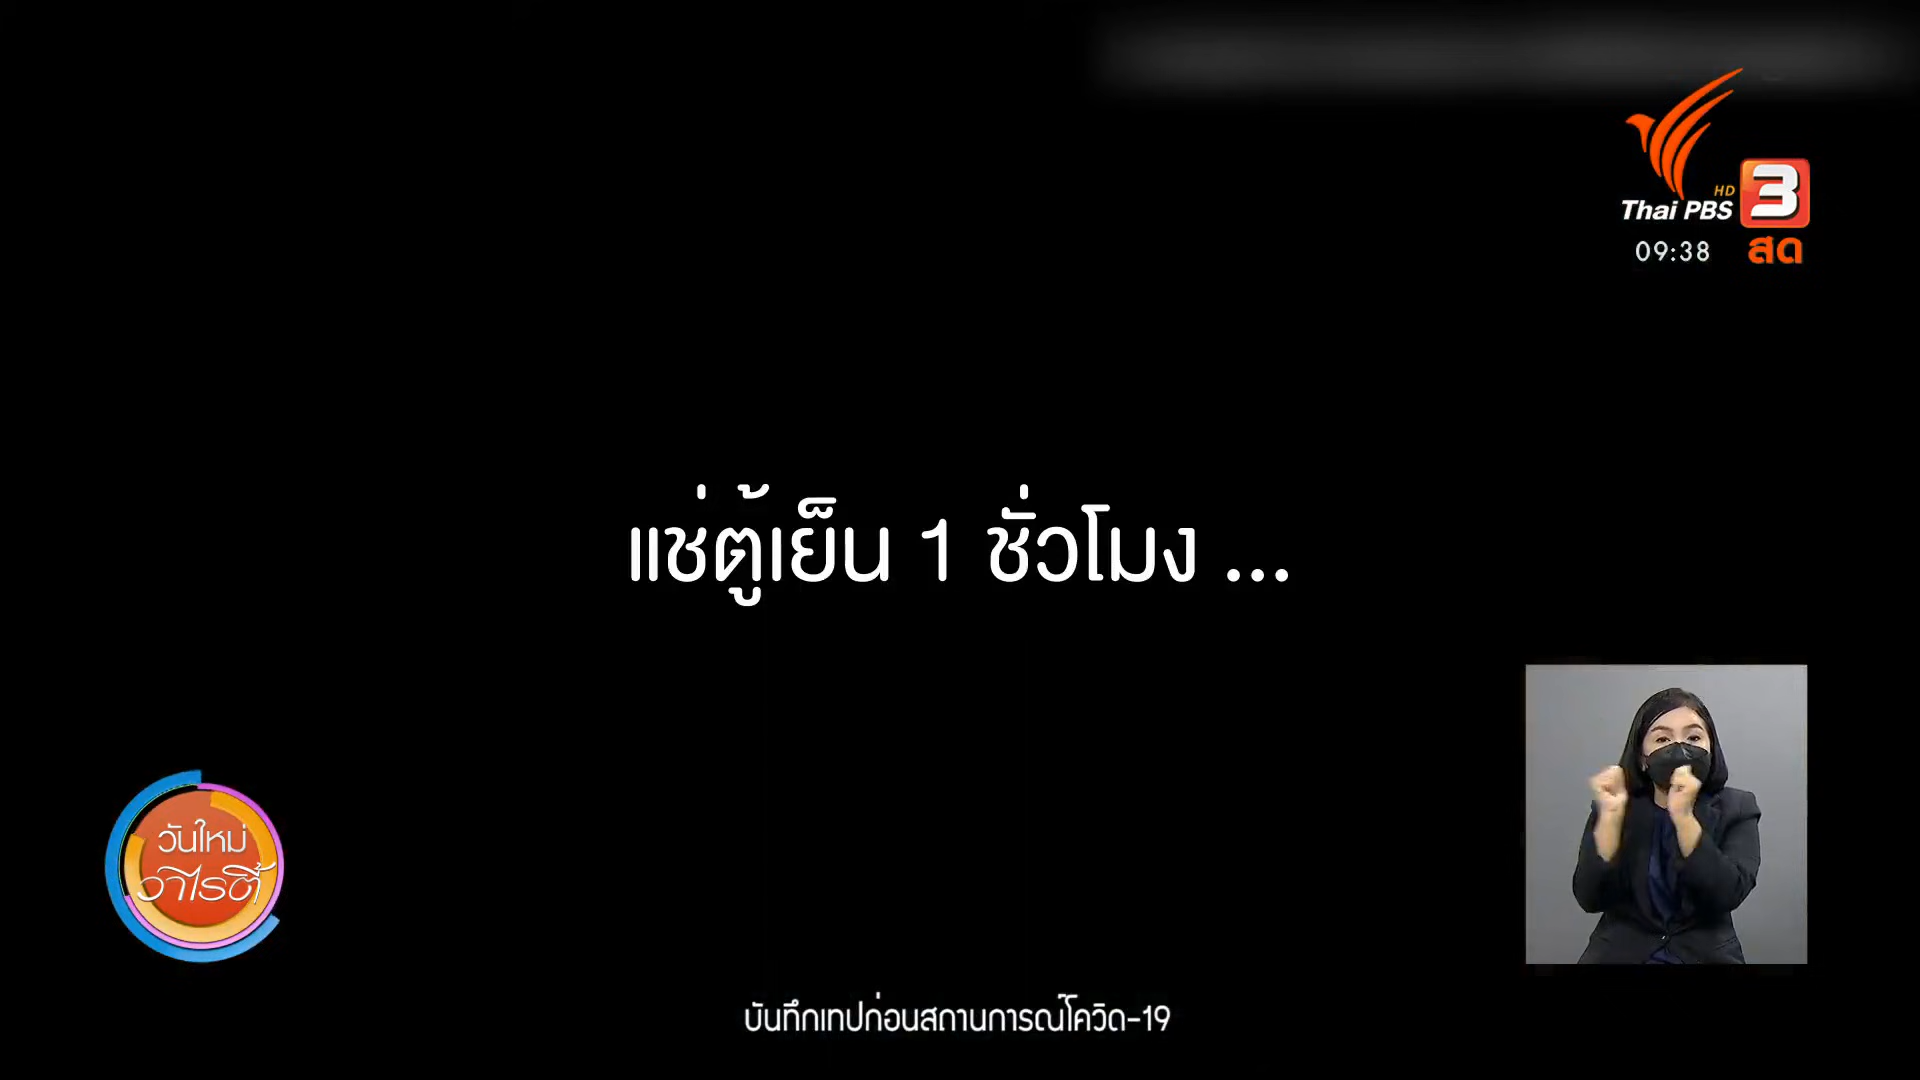 HD
Thai PBS 3
09:38 สด
แช่ตู้เย็น 1 ชั่วโมง ...
วันใหม่
วาไรตี้
บันทึกเทปก่อนสถานการณ์โควิด-19